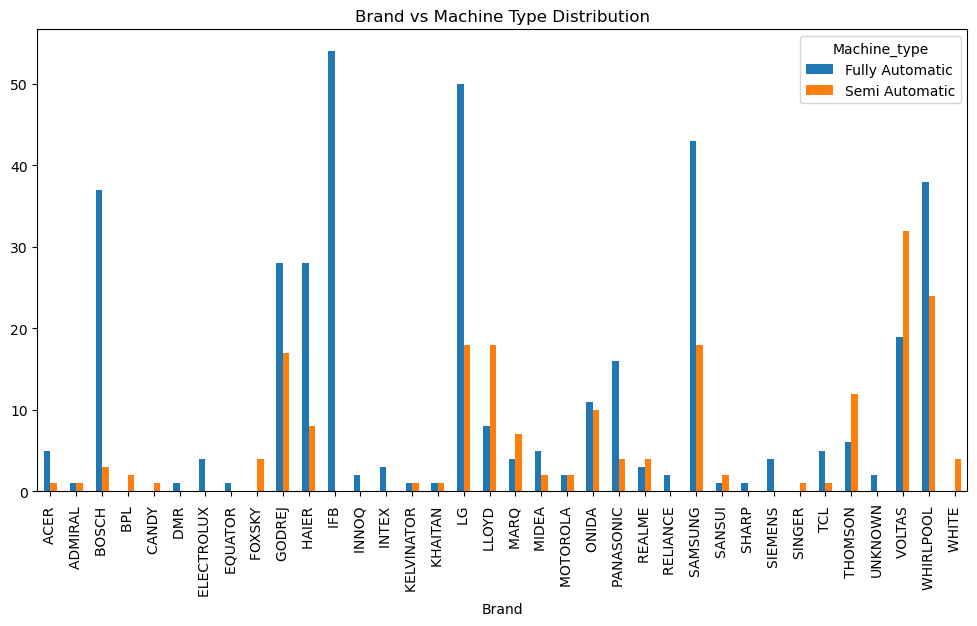 Brand vs Machine Type Distribution
Machine_type
Fully Automatic
Semi Automatic
50
40
30
20
10
0
ACER
ADMIRAL
BOSCH
BPL
CANDY
DMR
ELECTROLUX
EQUATOR
FOXSKY
GODREJ
HAIER
IFB
INNOQ
INTEX
KELVINATOR
KHAITAN
LG
LLOYD
MARQ
MIDEA
MOTOROLA
ONIDA
PANASONIC
REALME
RELIANCE
SAMSUNG
SANSUI
SHARP
SIEMENS
SINGER
TCL
THOMSON
UNKNOWN
VOLTAS
WHIRLPOOL
WHITE
Brand